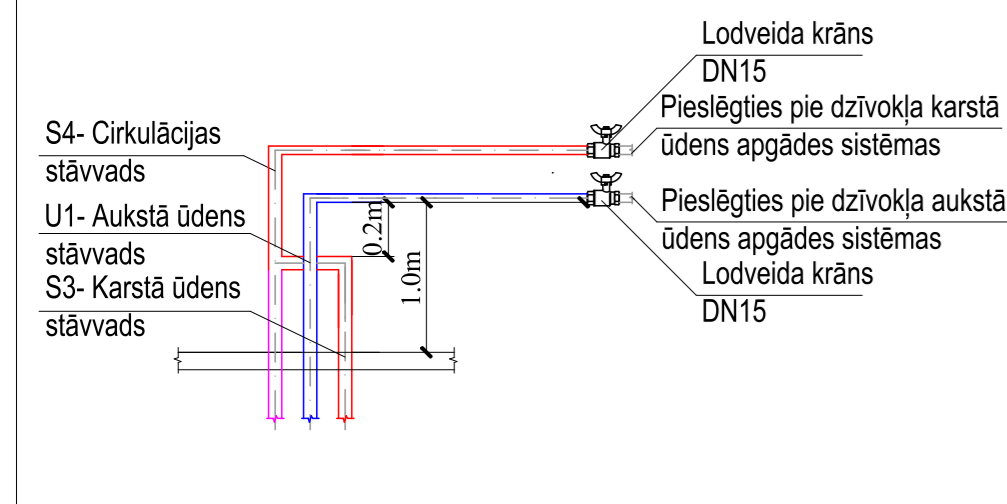 Lodveida krāns
DN15
Pieslēgties pie dzīvokļa karstā
ūdens apgādes sistēmas
S4- Cirkulācijas
stāvvads
U1- Aukstā ūdens
stāvvads
S3- Karstā ūdens
stāvvads
0.2m
1.0m
Pieslēgties pie dzīvokļa aukstā
ūdens apgādes sistēmas
Lodveida krāns
DN15